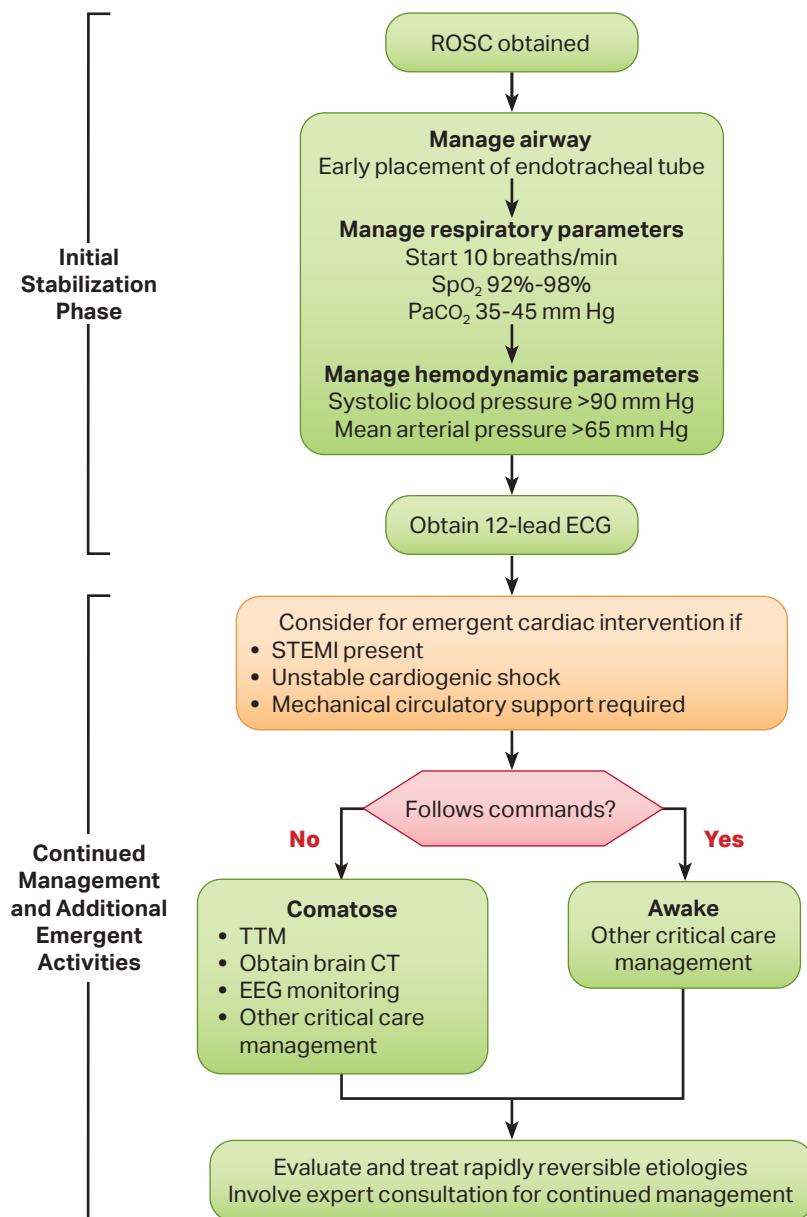 ROSC obtained
Manage airway
Early placement of endotracheal tube
Manage respiratory parameters
Start 10 breaths/min
SpO₂ 92%-98%
PaCO₂ 35-45 mm Hg
Manage hemodynamic parameters
Systolic blood pressure >90 mm Hg
Mean arterial pressure >65 mm Hg
Obtain 12-lead ECG
Initial
Stabilization
Phase
Consider for emergent cardiac intervention if
• STEMI present
• Unstable cardiogenic shock
• Mechanical circulatory support required
Follows commands?
No
Yes
Continued
Management
and Additional
Emergent
Activities
Comatose
• TTM
• Obtain brain CT
• EEG monitoring
• Other critical care
management
Awake
Other critical care
management
Evaluate and treat rapidly reversible etiologies
Involve expert consultation for continued management